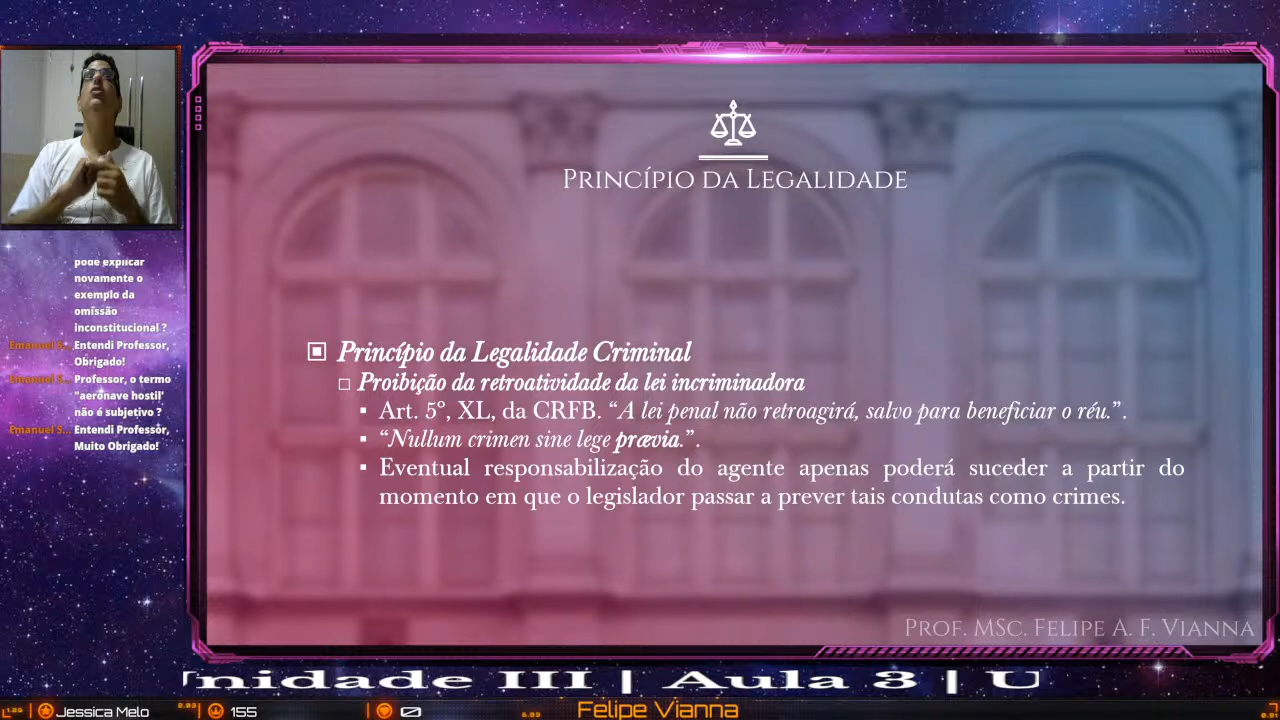 Princípio da Legalidade
Princípio da Legalidade Criminal
Proibição da retroatividade da lei incriminadora
Art. 5º, XL, da CRFB. “A lei penal não retroagirá, salvo para beneficiar o réu.”.
“Nullum crimen sine lege prævia.”.
Eventual responsabilização do agente apenas poderá suceder a partir do
momento em que o legislador passar a prever tais condutas como crimes.
Prof. MSc. Felipe A. F. Vianna
pode explicar
novamente o
exemplo da
omissão
inconstitucional ?
Emanuel S... Entendi Professor,
Obrigado!
Emanuel S... Professor, o termo
"aeronave hostil"
não é subjetivo ?
Emanuel S... Entendi Professor,
Muito Obrigado!
nidade III | Aula 3 | U
Jessica Melo
155
0
Felipe Vianna